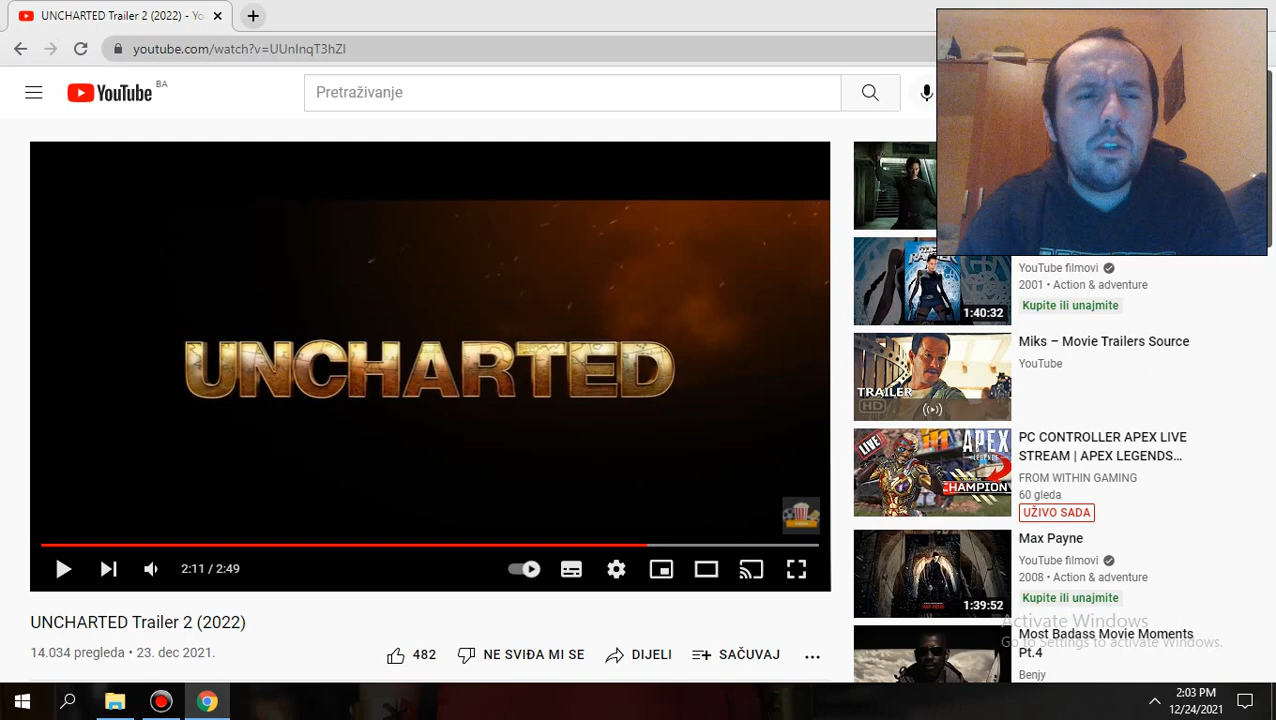 UNCHARTED Trailer 2 (2022) - Yo
youtube.com/watch?v=UUnInqT3hZI
YouTube BA
Pretraživanje
UNCHARTED
2:11 / 2:49
UNCHARTED Trailer 2 (2022)
14.034 pregleda • 23. dec 2021.
482
NE SVIĐA MI SE
DIJELI
SAČUVAJ
TOMB RAIDER
1:40:32
YouTube filmovi
2001 • Action & adventure
Kupite ili unajmite
TRAILER
HD
Miks – Movie Trailers Source
YouTube
LIVE
APEX
LEGENDS
CHAMPION
PC CONTROLLER APEX LIVE
STREAM | APEX LEGENDS...
FROM WITHIN GAMING
60 gleda
UŽIVO SADA
1:39:52
Max Payne
YouTube filmovi
2008 • Action & adventure
Kupite ili unajmite
Most Badass Movie Moments
Pt.4
Benjy
Activate Windows
Go to Settings to activate Windows.
2:03 PM
12/24/2021